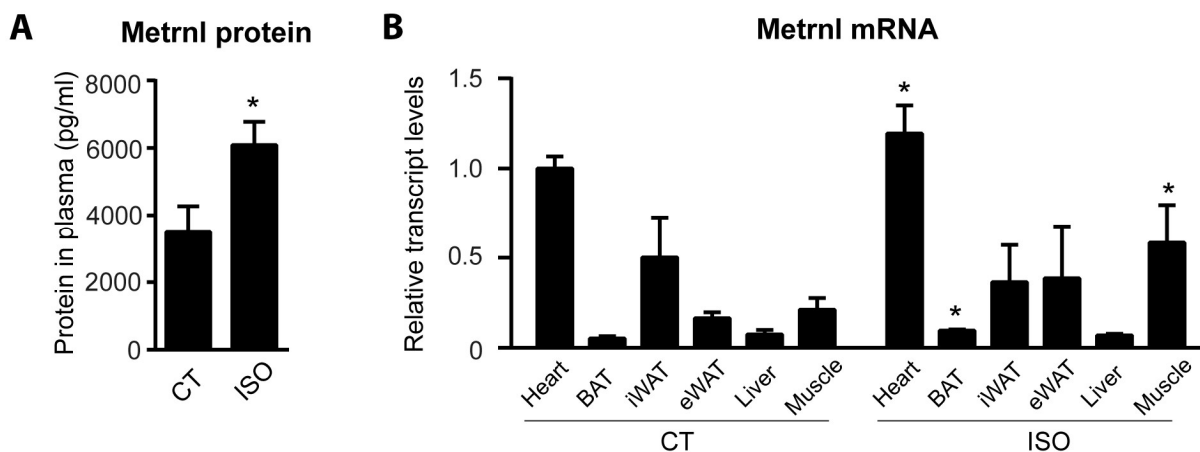 A
Metrnl protein
Protein in plasma (pg/ml)
8000
6000
4000
2000
0
*
CT
ISO
B
Metrnl mRNA
Relative transcript levels
1.5
1.0
0.5
0
*
*
*
Heart
BAT
iWAT
eWAT
Liver
Muscle
Heart
BAT
iWAT
eWAT
Liver
Muscle
CT
ISO